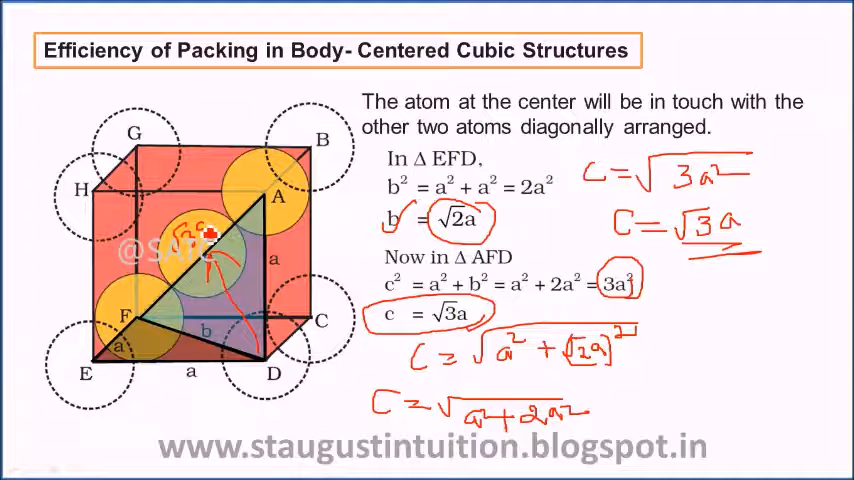 Efficiency of Packing in Body- Centered Cubic Structures
The atom at the center will be in touch with the
other two atoms diagonally arranged.
In Δ EFD,
b² = a² + a² = 2a²
b = √2a
Now in Δ AFD
c² = a² + b² = a² + 2a² = 3a²
c = √3a
C = √3a²
C = √3 a
C = √a² + (√2a)²
C = √a² + 2a²
G
B
H
A
√2a
@SATC
a
F
b
C
a
E
a
D
www.staugustintuition.blogspot.in